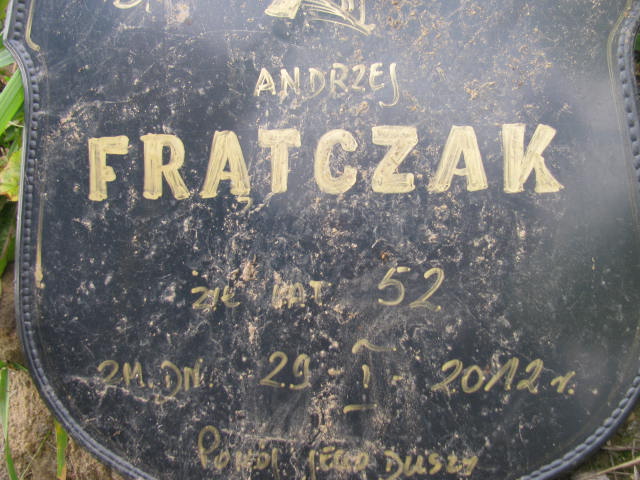 ANDRZEJ
FRĄTCZAK
ŻYŁ LAT 52
ZM. DN. 29-I-2012 r.
POKÓJ JEGO DUSZY